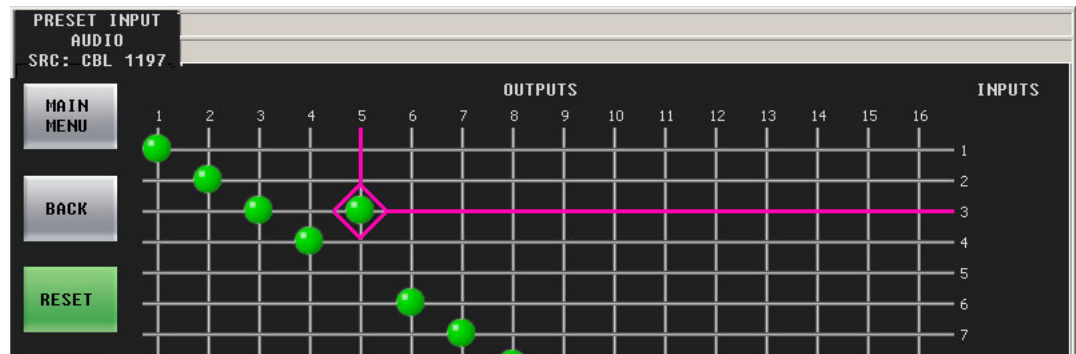 PRESET INPUT
AUDIO
SRC: CBL 1197
OUTPUTS
INPUTS
MAIN
MENU
1 2 3 4 5 6 7 8 9 10 11 12 13 14 15 16
1
2
BACK
3
4
5
RESET
6
7